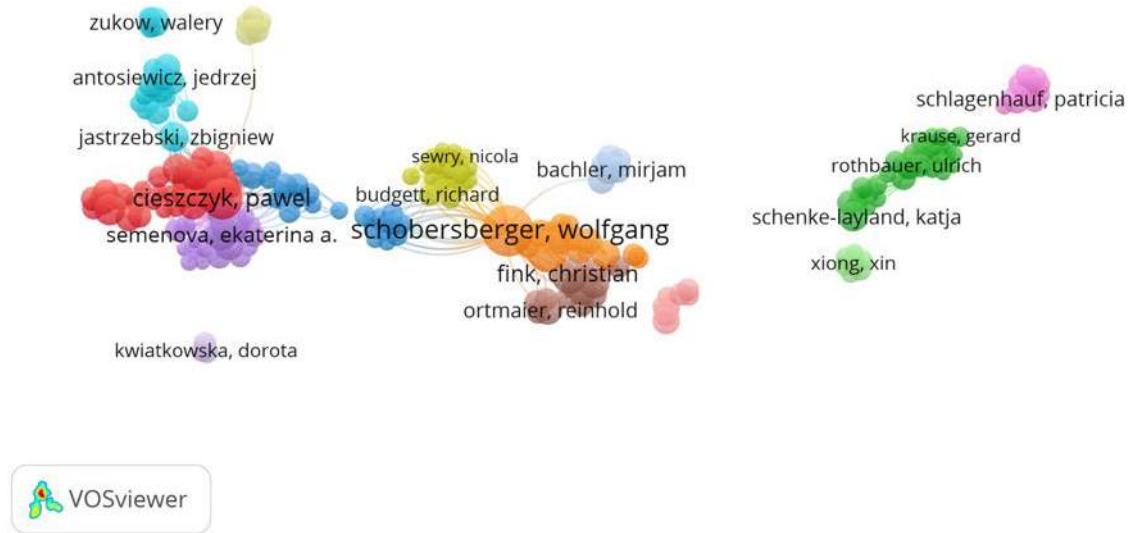 zukow, walery
antosiewicz, jedrzej
schlagenhauf, patricia
jastrzebski, zbigniew
krause, gerard
sewry, nicola
rothbauer, ulrich
bachler, mirjam
budgett, richard
cieszczyk, pawel
schenke-layland, katja
schobersberger, wolfgang
semenova, ekaterina a.
xiong, xin
fink, christian
ortmaier, reinhold
kwiatkowska, dorota
VOSviewer